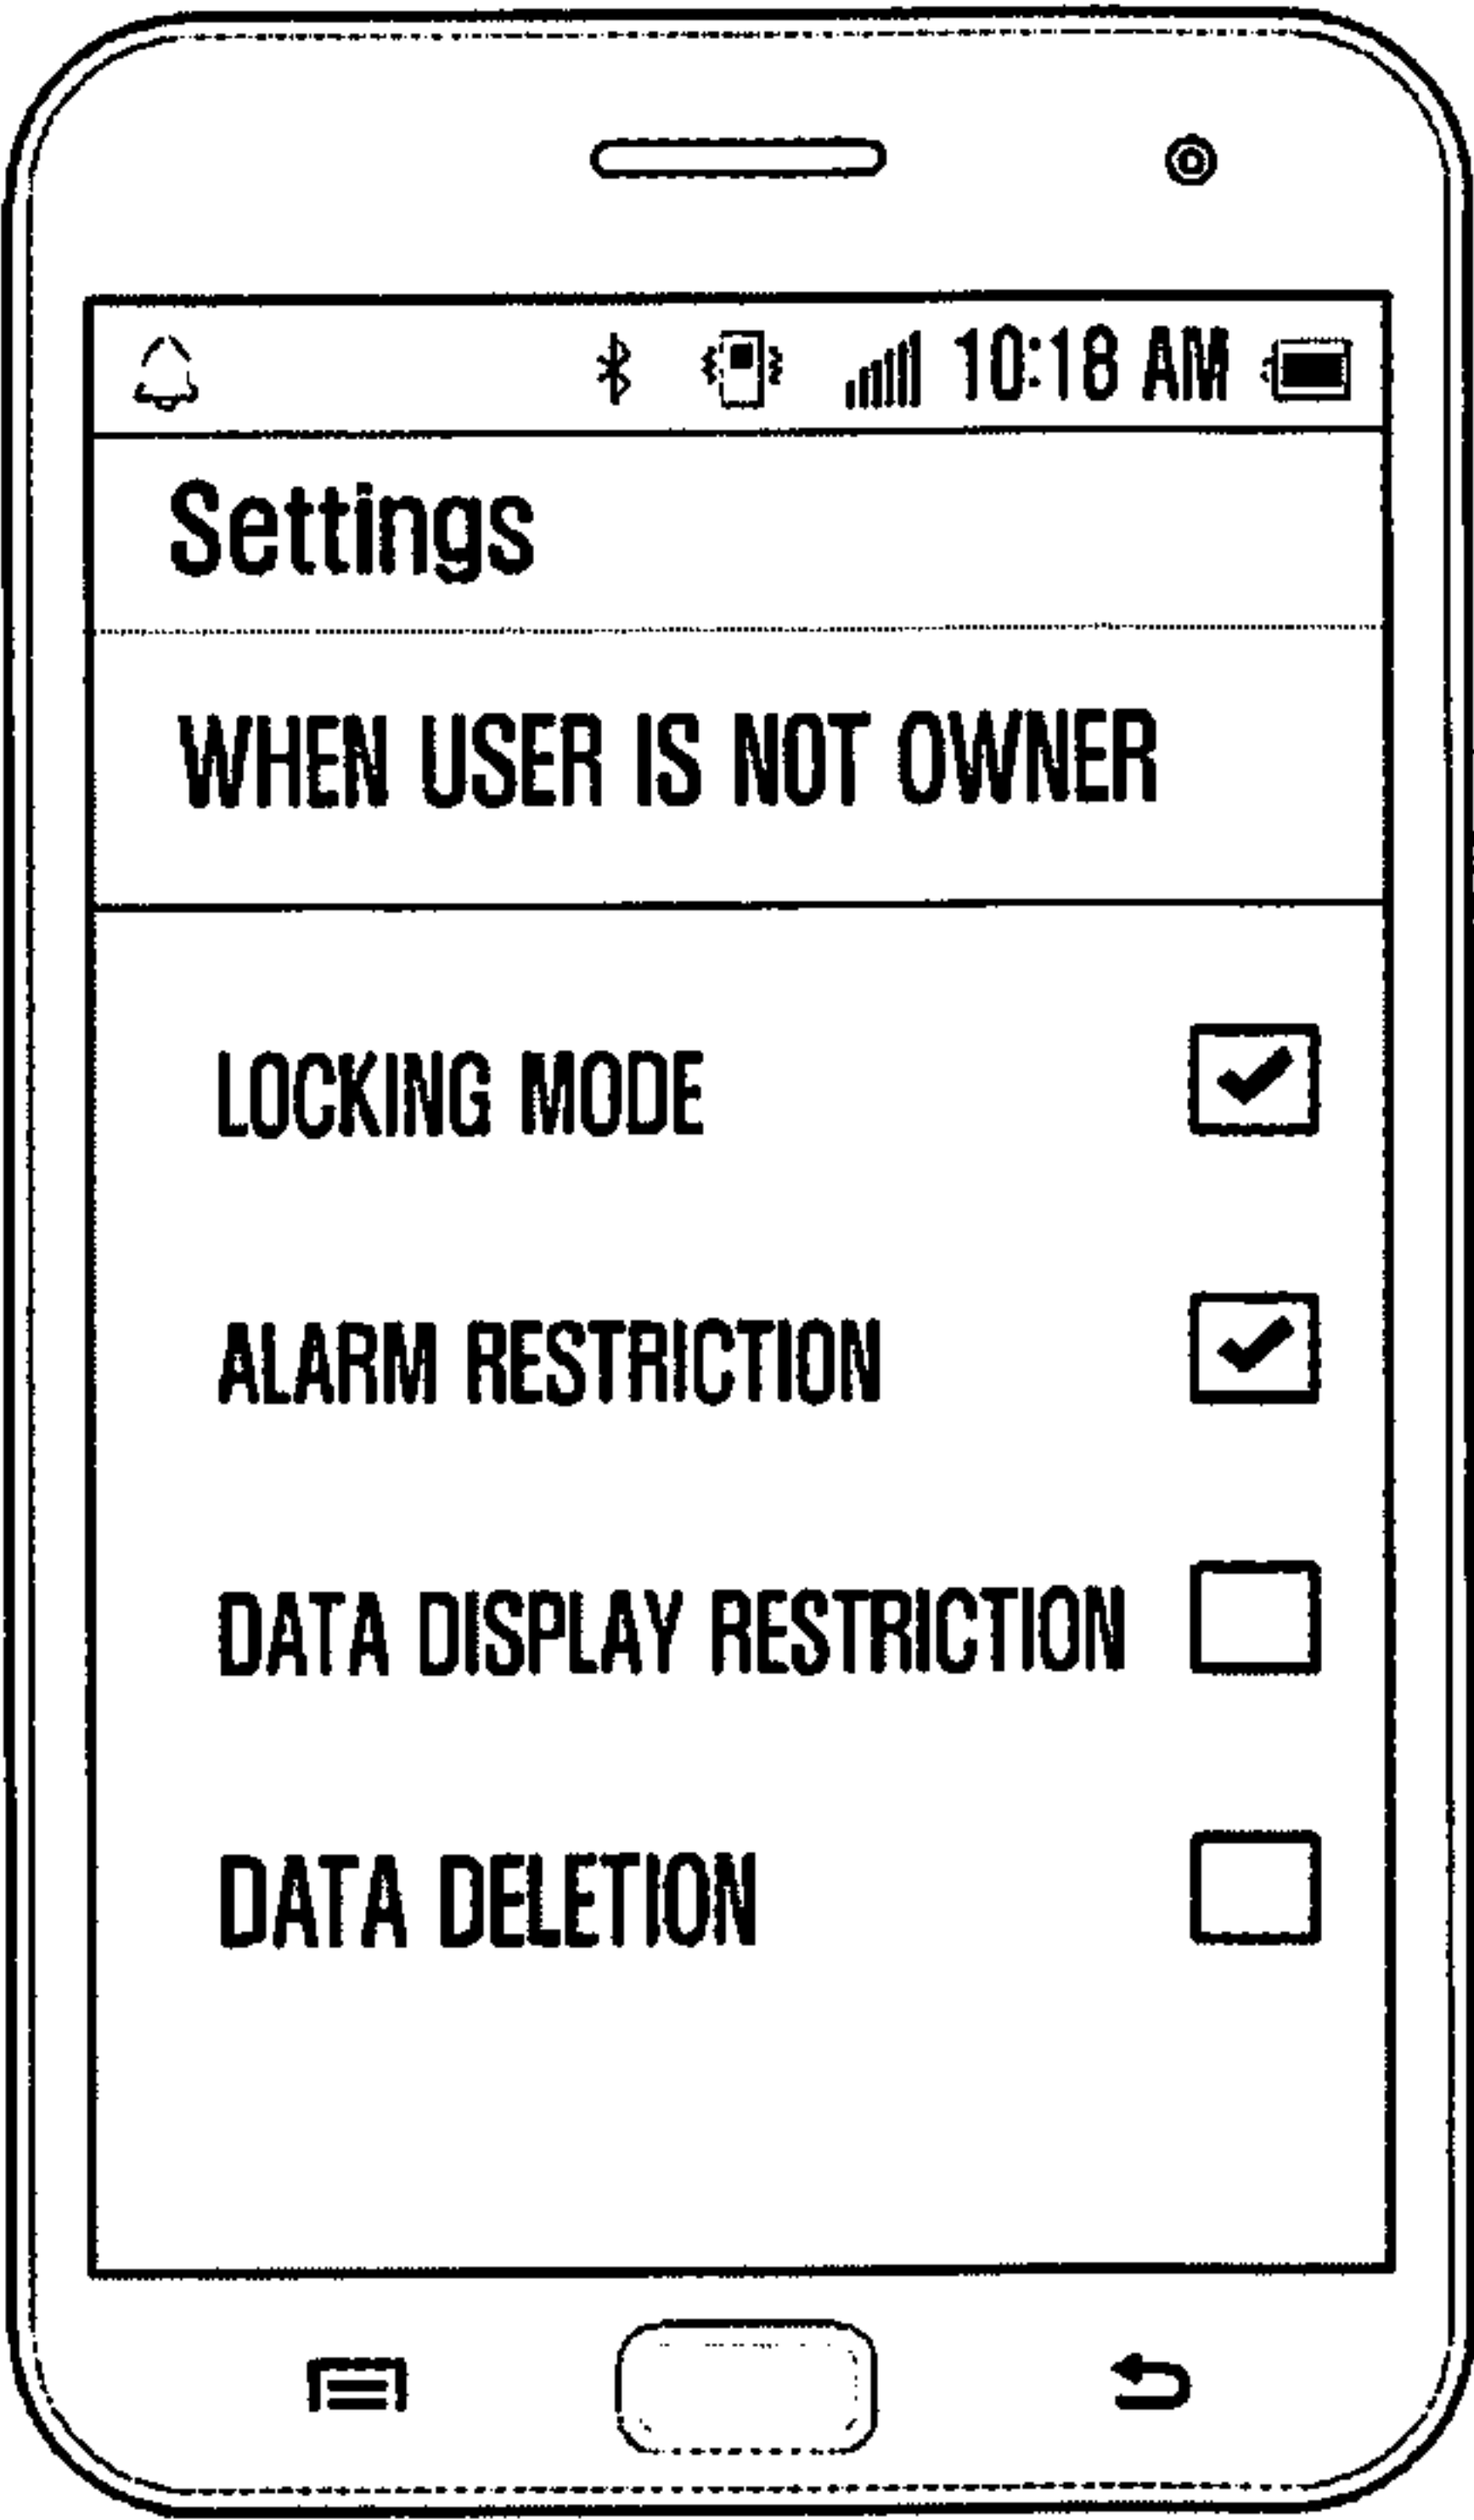 10:18 AM
Settings
WHEN USER IS NOT OWNER
LOCKING MODE
ALARM RESTRICTION
DATA DISPLAY RESTRICTION
DATA DELETION